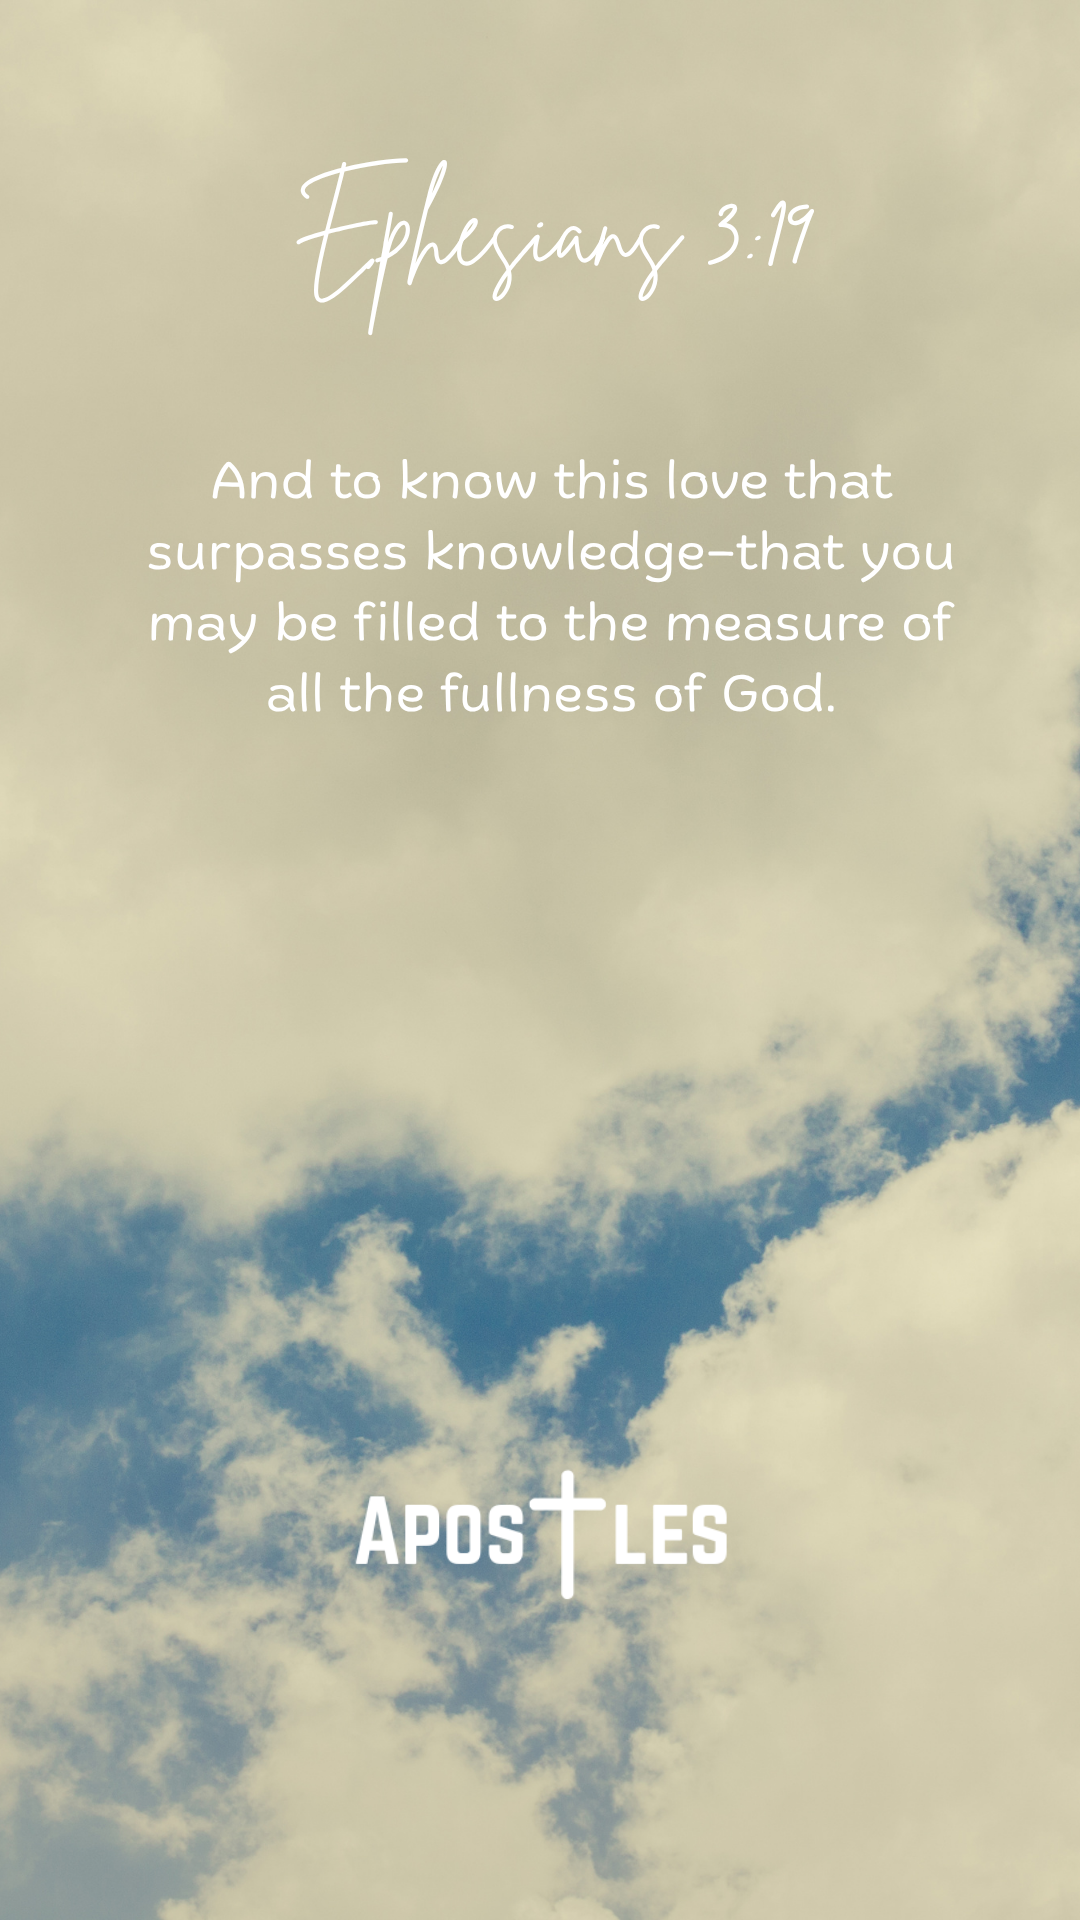 Ephesians 3:19
And to know this love that
surpasses knowledge–that you
may be filled to the measure of
all the fullness of God.
APOSTLES